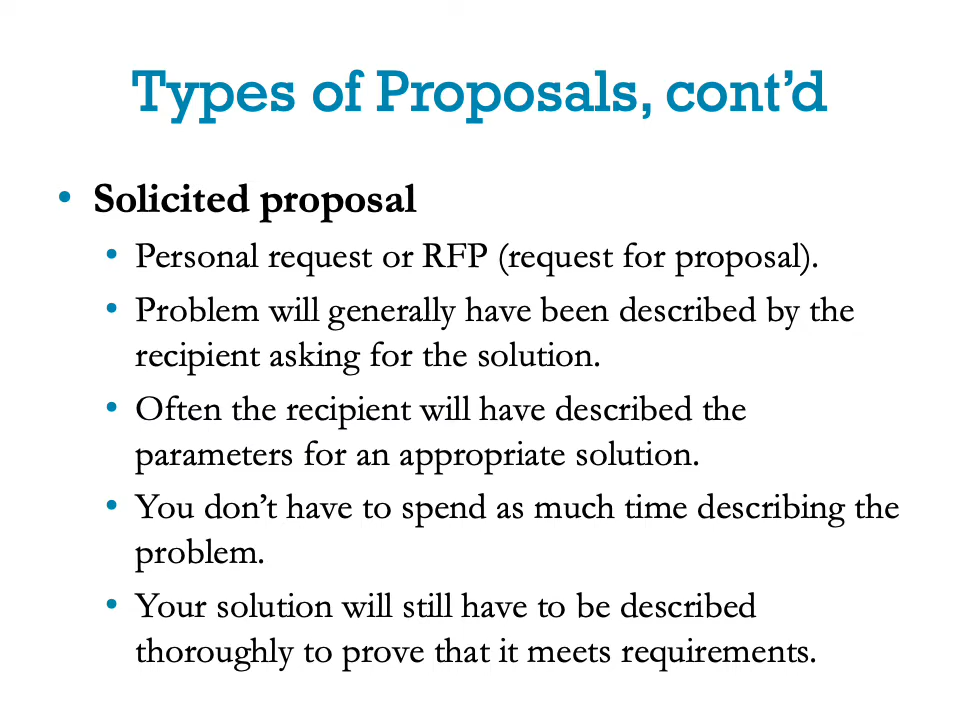 Types of Proposals, cont’d
• Solicited proposal
• Personal request or RFP (request for proposal).
• Problem will generally have been described by the
recipient asking for the solution.
• Often the recipient will have described the
parameters for an appropriate solution.
• You don’t have to spend as much time describing the
problem.
• Your solution will still have to be described
thoroughly to prove that it meets requirements.